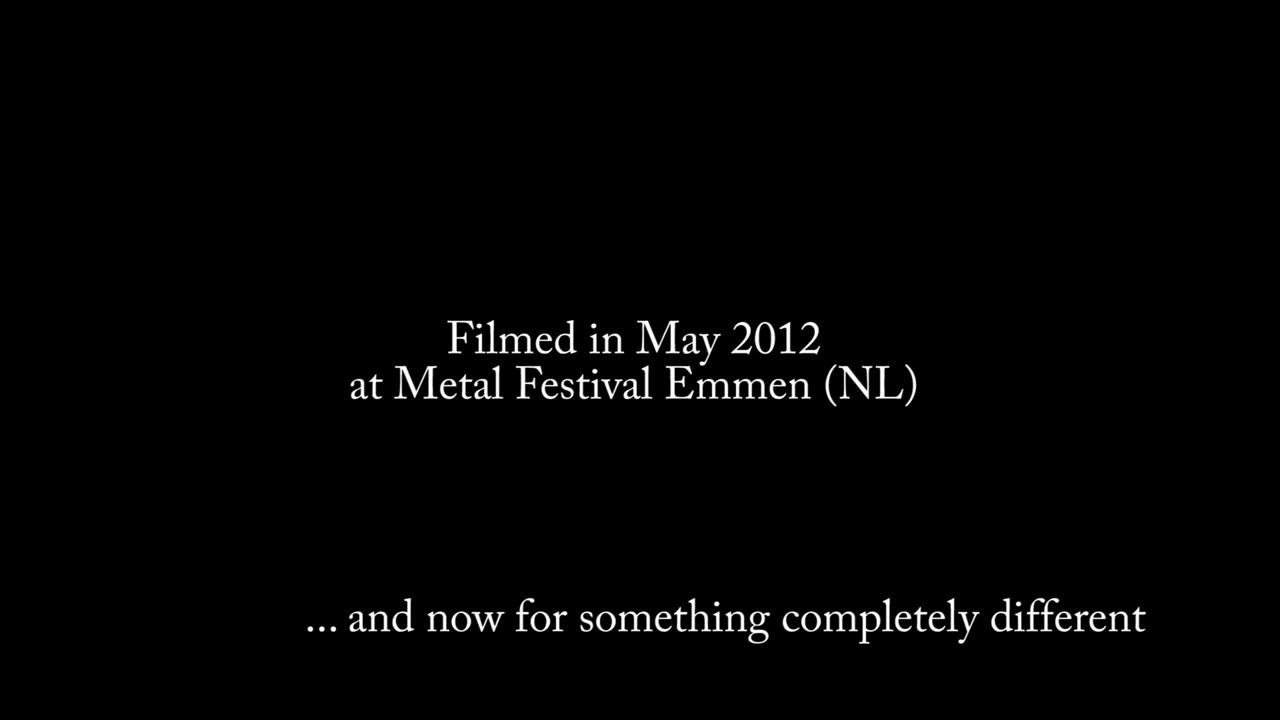 Filmed in May 2012
at Metal Festival Emmen (NL)
... and now for something completely different